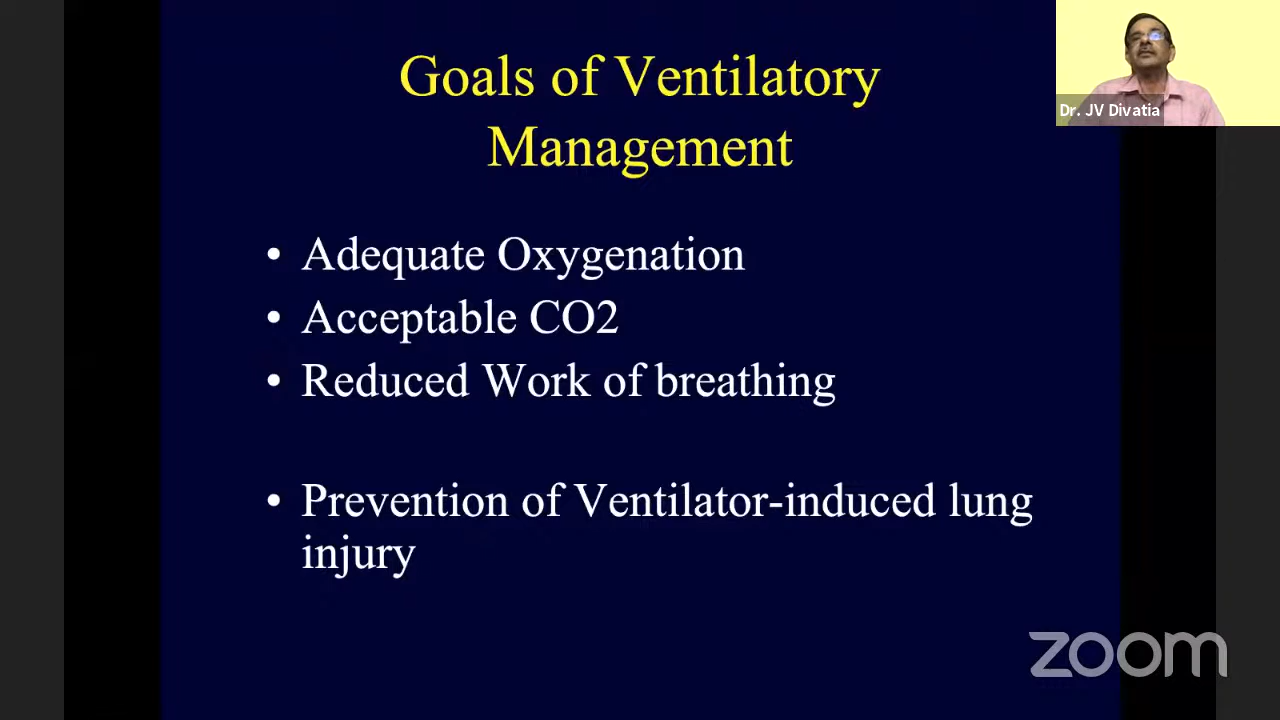 Goals of Ventilatory
Management
Dr. JV Divatia
• Adequate Oxygenation
• Acceptable CO2
• Reduced Work of breathing
• Prevention of Ventilator-induced lung
injury
zoom